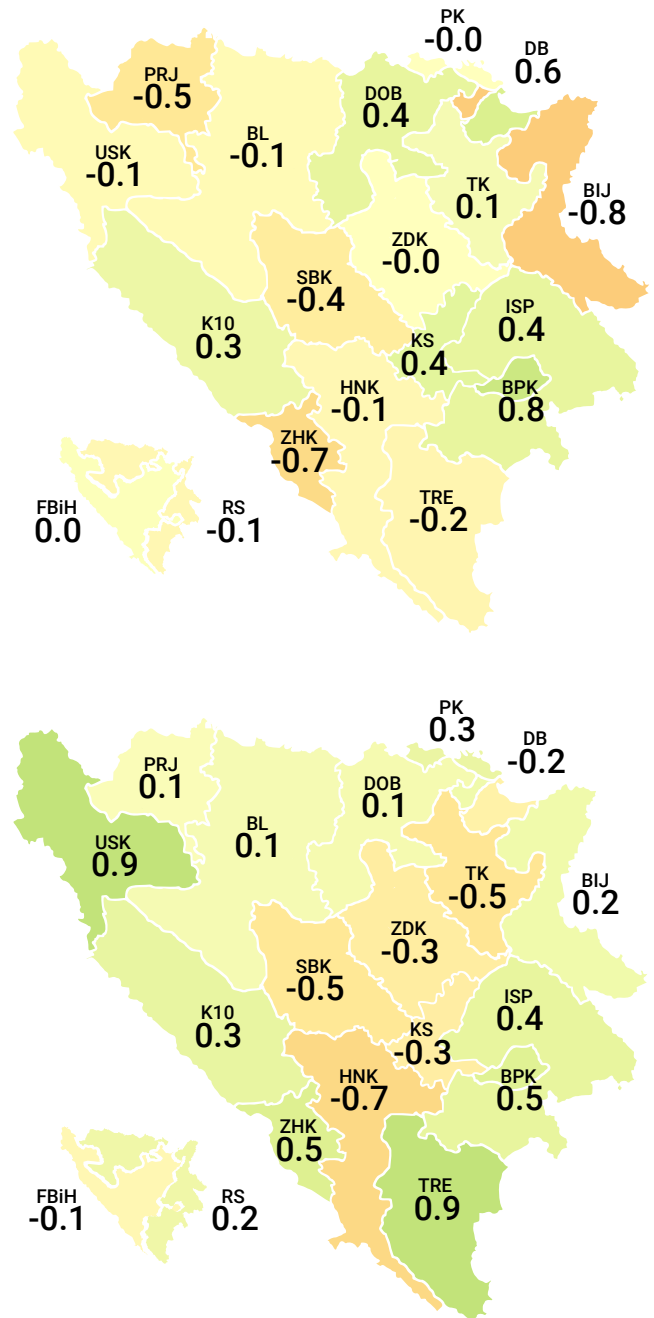 PK
-0.0
DB
0.6
PRJ
-0.5
DOB
0.4
BL
-0.1
USK
-0.1
TK
0.1
BIJ
-0.8
ZDK
-0.0
SBK
-0.4
ISP
0.4
K10
0.3
KS
0.4
HNK
-0.1
BPK
0.8
ZHK
-0.7
TRE
-0.2
FBiH
0.0
RS
-0.1
PK
0.3
DB
-0.2
PRJ
0.1
DOB
0.1
BL
0.1
USK
0.9
TK
-0.5
BIJ
0.2
ZDK
-0.3
SBK
-0.5
ISP
0.4
K10
0.3
KS
-0.3
HNK
-0.7
BPK
0.5
ZHK
0.5
TRE
0.9
FBiH
-0.1
RS
0.2